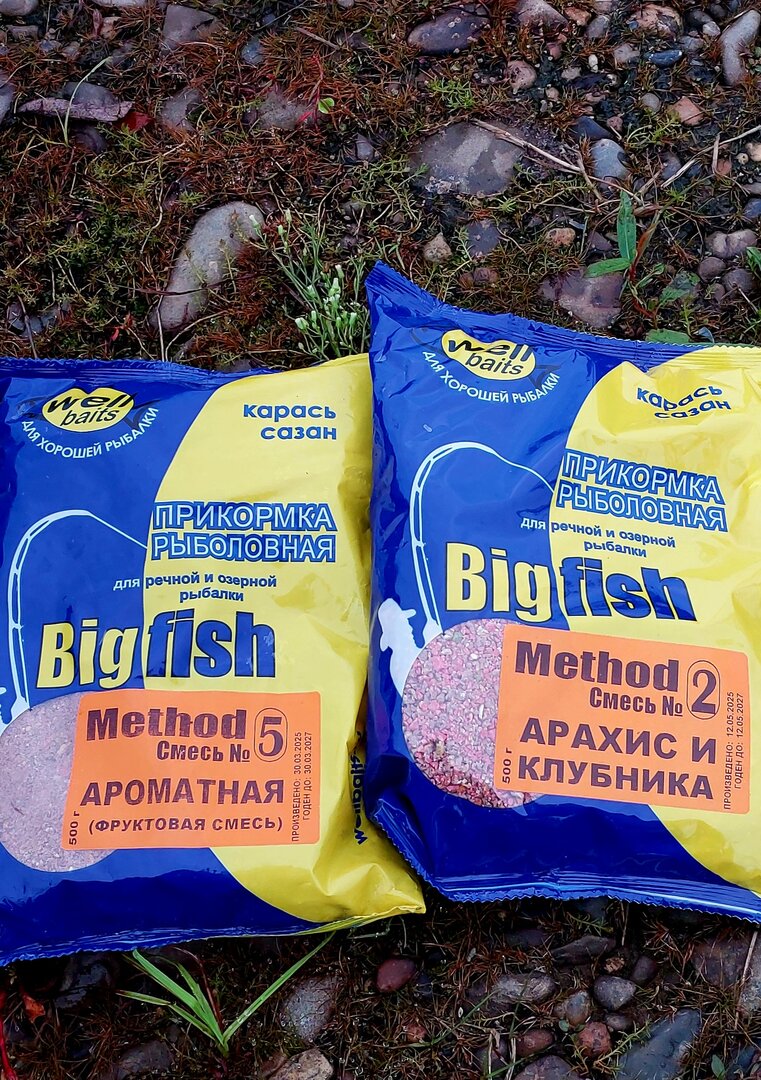 well
baits
ДЛЯ ХОРОШЕЙ РЫБАЛКИ
карась
сазан
ПРИКОРМКА
РЫБОЛОВНАЯ
для речной и озерной
рыбалки
Bigfish
Method
Смесь № 5
АРОМАТНАЯ
(ФРУКТОВАЯ СМЕСЬ)
500 г
ПРОИЗВЕДЕНО: 30.03.2025
ГОДЕН ДО: 30.03.2027
well
baits
ДЛЯ ХОРОШЕЙ РЫБАЛКИ
карась
сазан
ПРИКОРМКА
РЫБОЛОВНАЯ
для речной и озерной
рыбалки
Bigfish
Method
Смесь № 2
АРАХИС И
КЛУБНИКА
500 г
ПРОИЗВЕДЕНО: 12.05.2025
ГОДЕН ДО: 12.05.2027